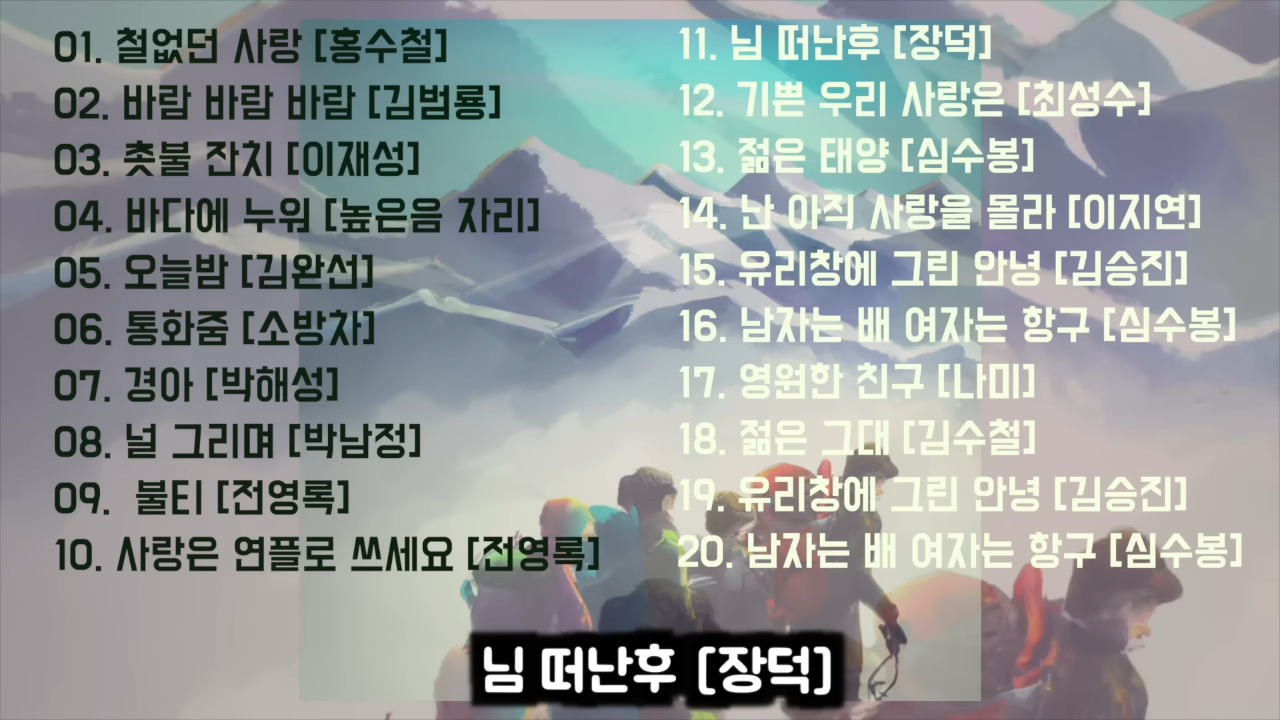 01. 철없던 사랑 [홍수철]
02. 바람 바람 바람 [김범룡]
03. 촛불 잔치 [이재성]
04. 바다에 누워 [높은음 자리]
05. 오늘밤 [김완선]
06. 통화중 [소방차]
07. 경아 [박해성]
08. 널 그리며 [박남정]
09. 불티 [전영록]
10. 사랑은 연플로 쓰세요 [전영록]
11. 님 떠난후 [장덕]
12. 기쁜 우리 사랑은 [최성수]
13. 젊은 태양 [심수봉]
14. 난 아직 사랑을 몰라 [이지연]
15. 유리창에 그린 안녕 [김승진]
16. 남자는 배 여자는 항구 [심수봉]
17. 영원한 친구 [나미]
18. 젊은 그대 [김수철]
19. 유리창에 그린 안녕 [김승진]
20. 남자는 배 여자는 항구 [심수봉]
님 떠난후 [장덕]